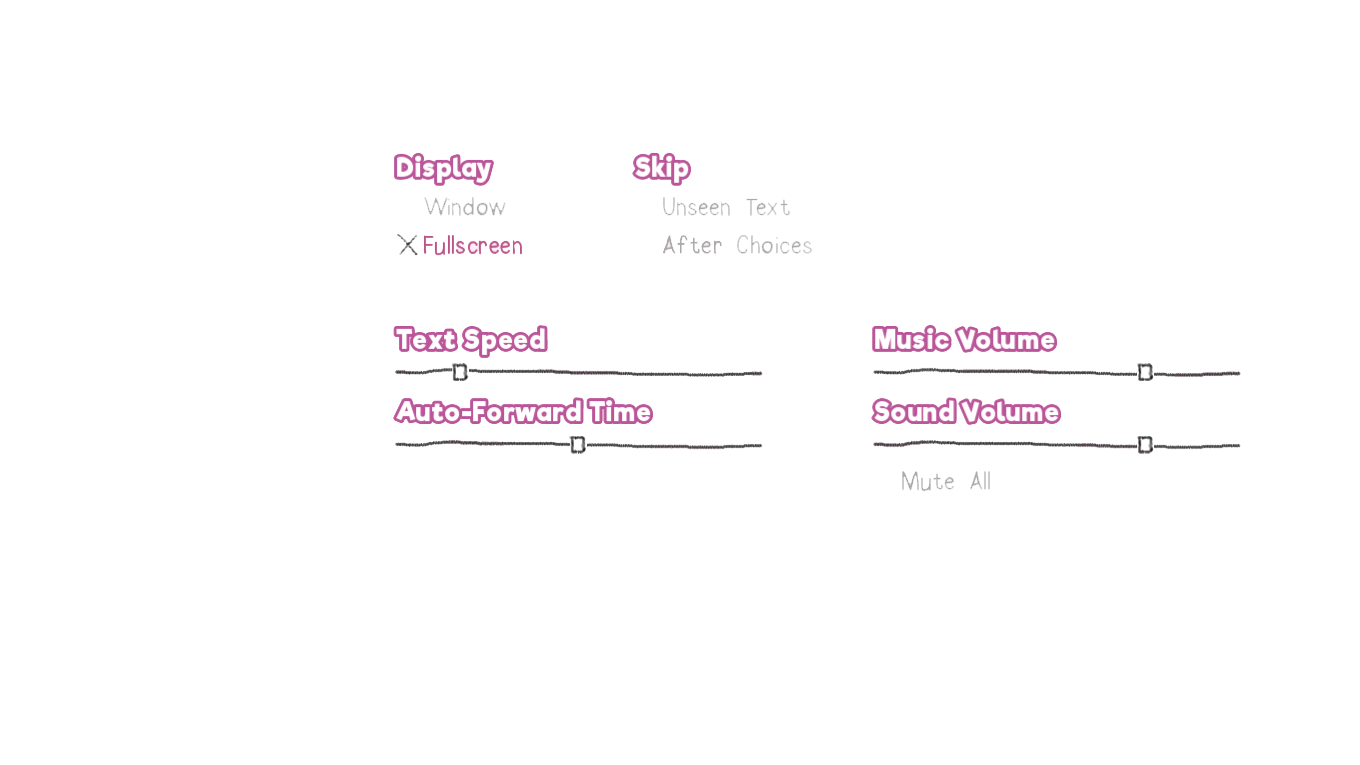 Display
Window
Fullscreen
Skip
Unseen Text
After Choices
Text Speed
Auto-Forward Time
Music Volume
Sound Volume
Mute All